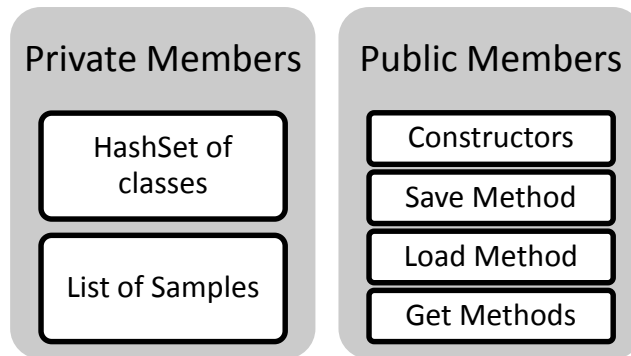 Private Members
HashSet of
classes
List of Samples
Public Members
Constructors
Save Method
Load Method
Get Methods